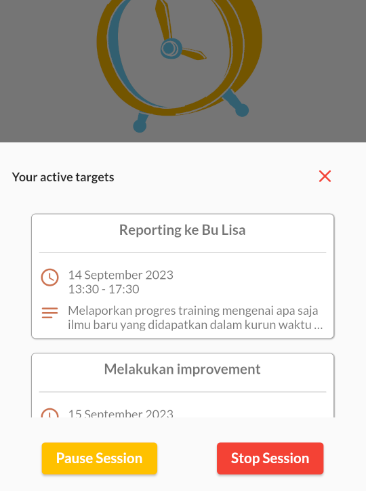 Your active targets
Reporting ke Bu Lisa
14 September 2023
13:30 - 17:30
Melaporkan progres training mengenai apa saja
ilmu baru yang didapatkan dalam kurun waktu ...
Melakukan improvement
15 September 2023
Pause Session
Stop Session